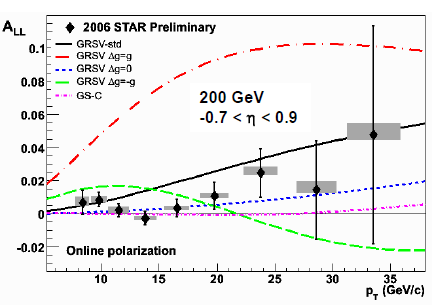 A_LL
0.1
0.08
0.06
0.04
0.02
0
-0.02
2006 STAR Preliminary
GRSV-std
GRSV Δg=g
GRSV Δg=0
GRSV Δg=-g
GS-C
200 GeV
-0.7 < η < 0.9
Online polarization
10 15 20 25 30 35
p_T (GeV/c)